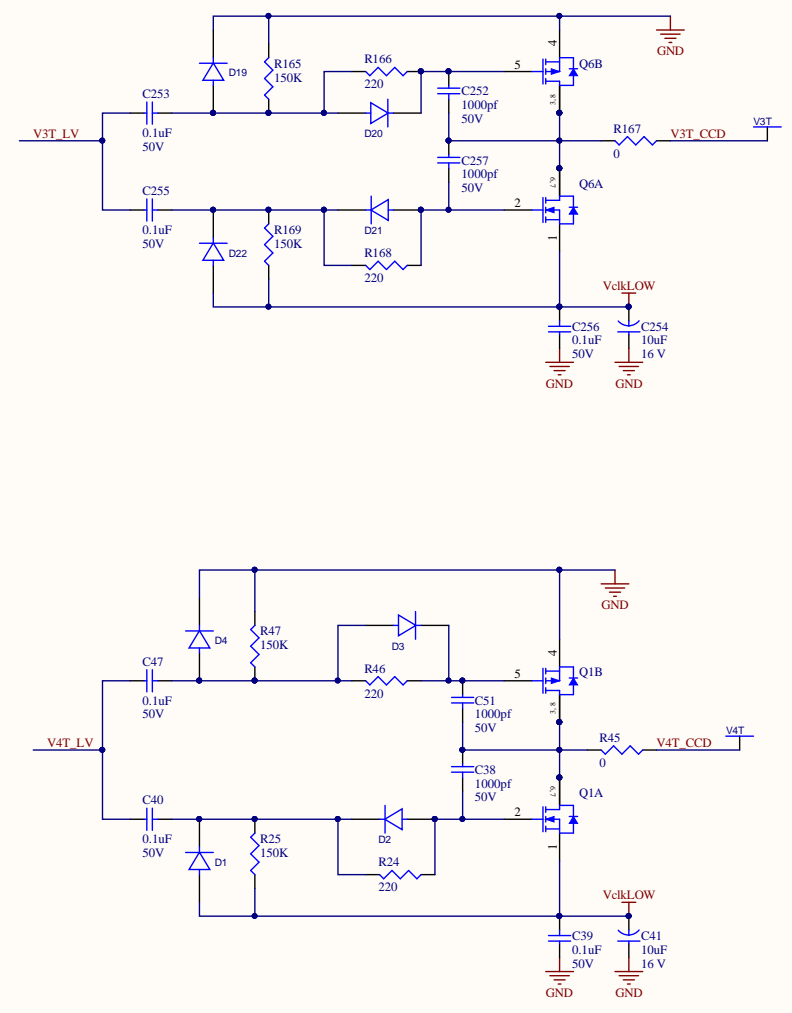 GND
4
R166
Q6B
R165
D19
5
150K
220
C252
C253
3,8
1000pf
50V
D20
0.1uF
R167
V3T
V3T_LV
V3T_CCD
50V
0
C257
1000pf
50V
6,7
C255
Q6A
0.1uF
2
50V
D21
R169
D22
150K
R168
1
220
VclkLOW
C256
C254
0.1uF
10uF
50V
16 V
GND
GND
GND
R47
D4
150K
D3
4
C47
R46
5
Q1B
0.1uF
220
50V
C51
3,8
1000pf
50V
R45
V4T
V4T_LV
V4T_CCD
0
C38
1000pf
50V
6,7
C40
Q1A
0.1uF
2
50V
D2
R25
D1
150K
R24
1
220
VclkLOW
C39
C41
0.1uF
10uF
50V
16 V
GND
GND